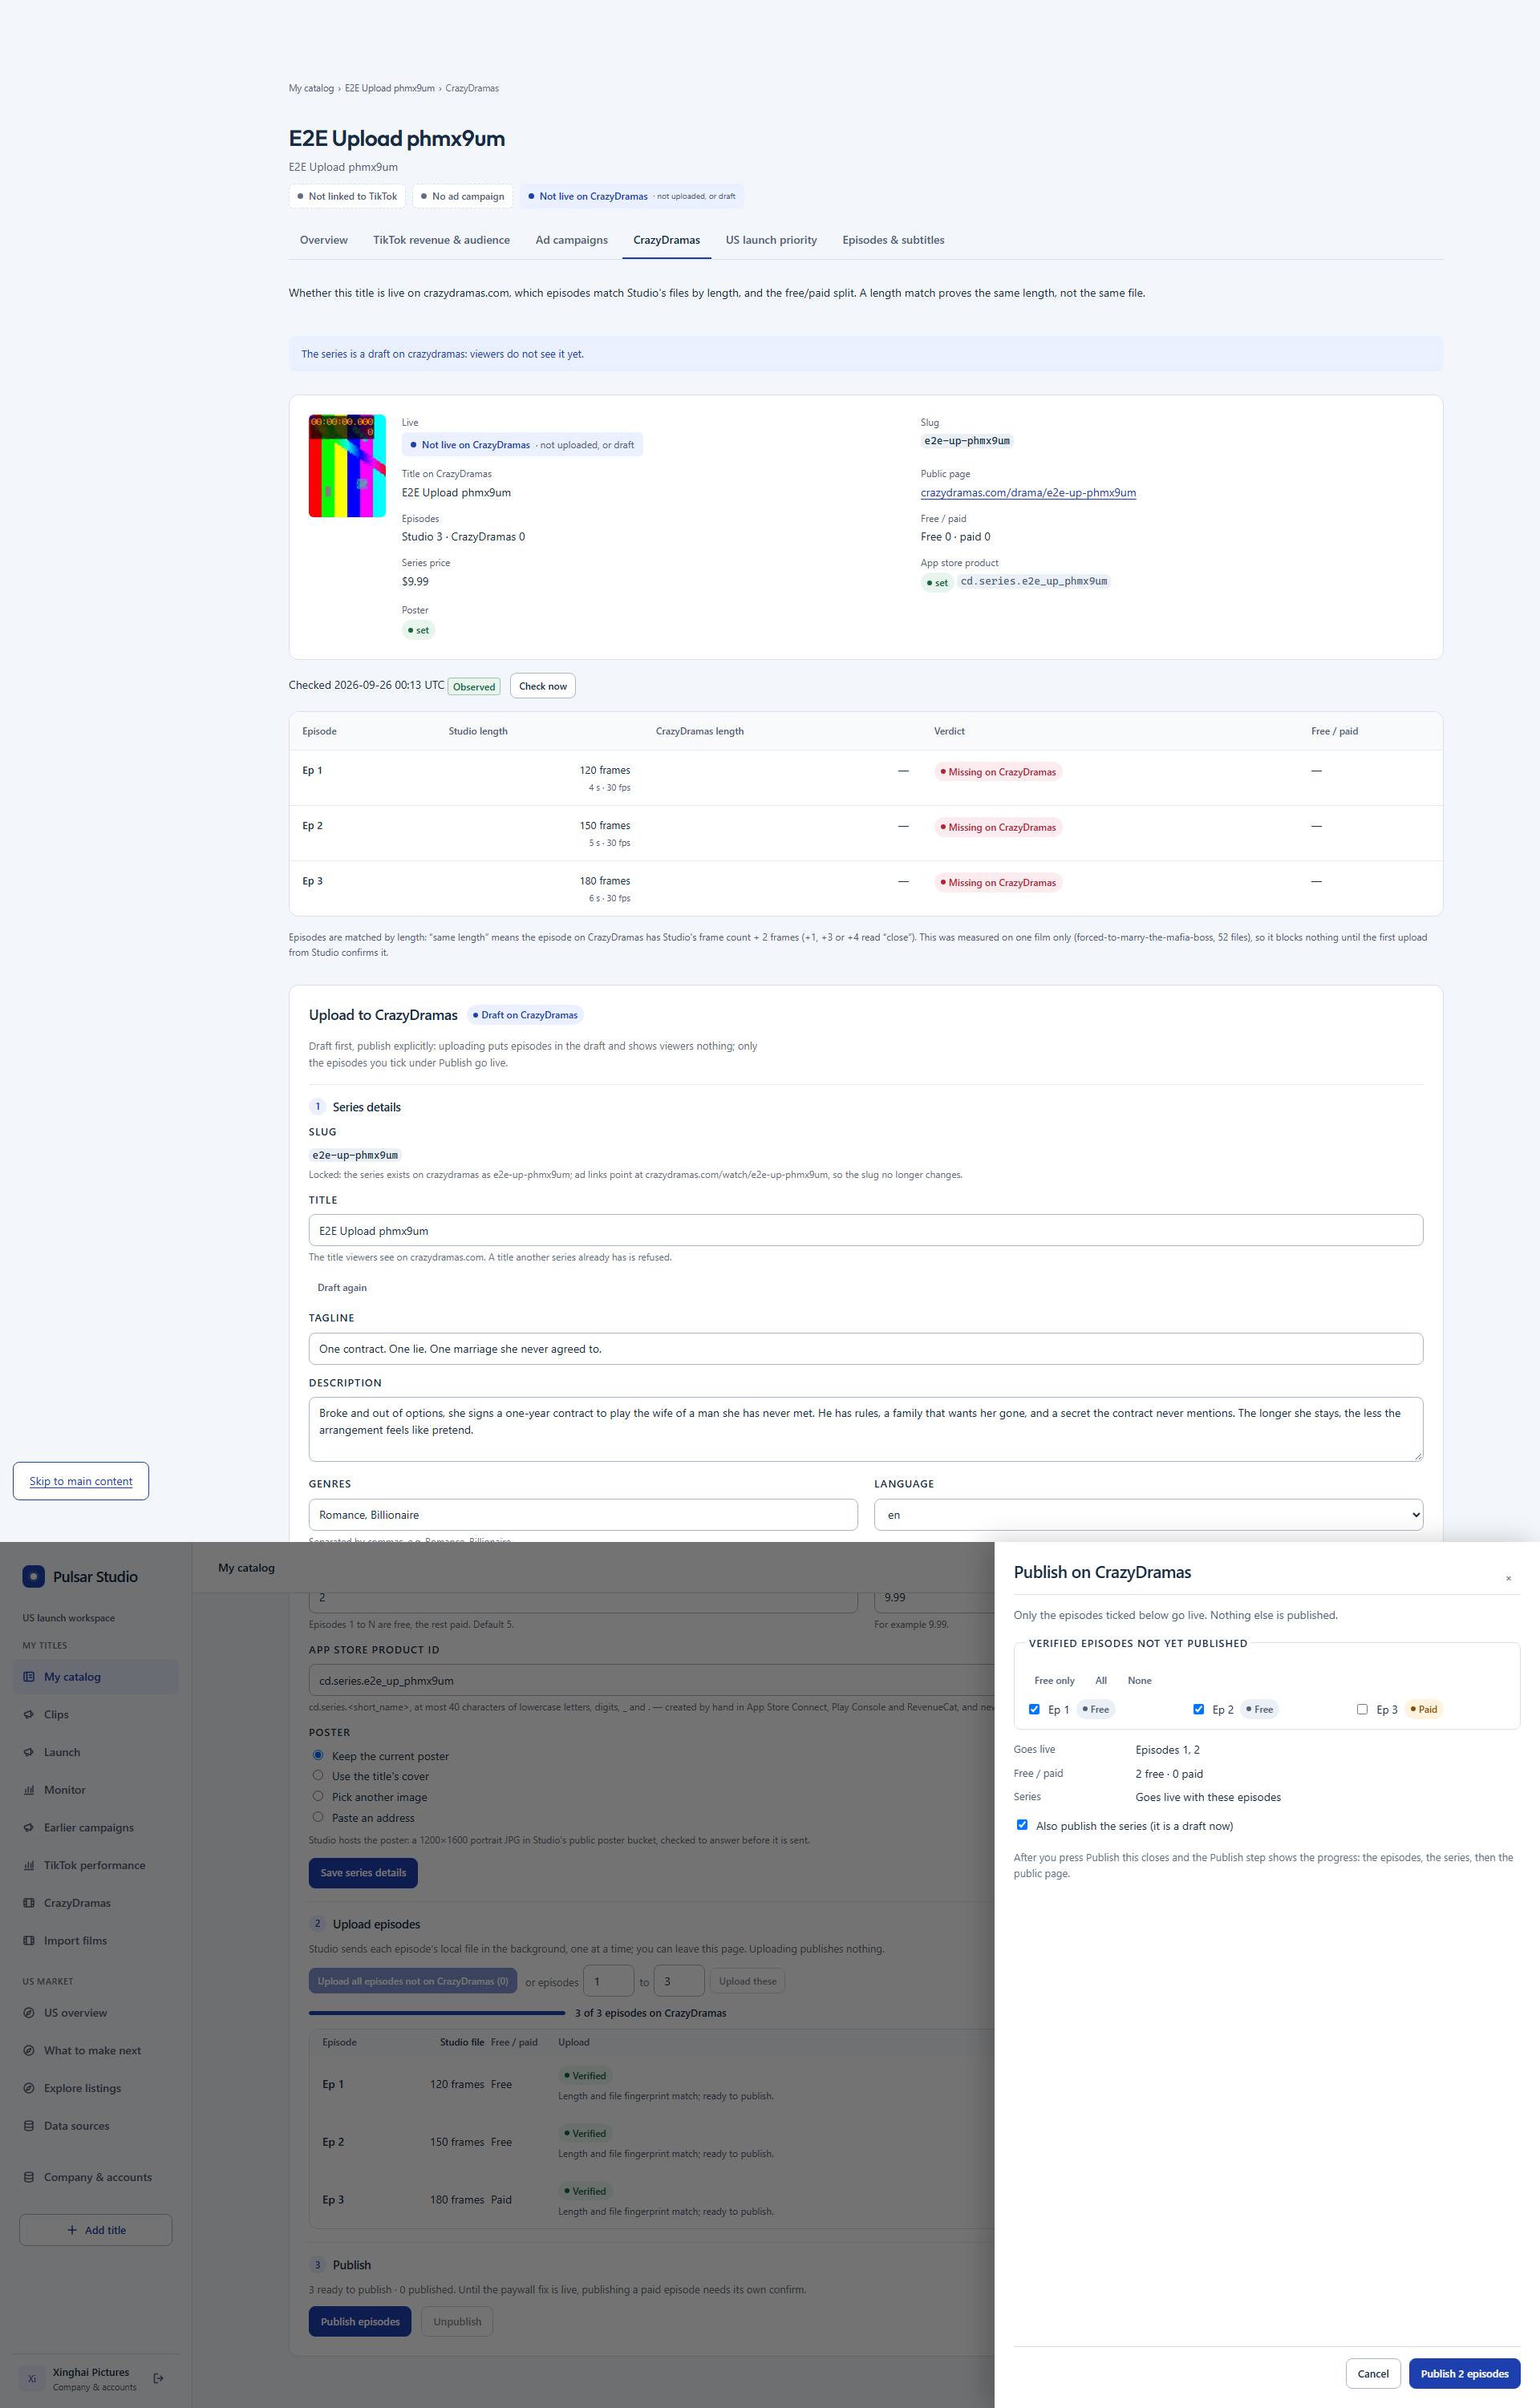 My catalog › E2E Upload phmx9um › CrazyDramas
E2E Upload phmx9um
E2E Upload phmx9um
Not linked to TikTok
No ad campaign
Not live on CrazyDramas · not uploaded, or draft
Overview
TikTok revenue & audience
Ad campaigns
CrazyDramas
US launch priority
Episodes & subtitles
Whether this title is live on crazydramas.com, which episodes match Studio's files by length, and the free/paid split. A length match proves the same length, not the same file.
The series is a draft on crazydramas: viewers do not see it yet.
00:00:00.000
0
Live
Not live on CrazyDramas · not uploaded, or draft
Slug
e2e-up-phmx9um
Title on CrazyDramas
E2E Upload phmx9um
Public page
crazydramas.com/drama/e2e-up-phmx9um
Episodes
Studio 3 · CrazyDramas 0
Free / paid
Free 0 · paid 0
Series price
$9.99
App store product
set cd.series.e2e_up_phmx9um
Poster
set
Checked 2026-09-26 00:13 UTC Observed Check now
Episode Studio length CrazyDramas length Verdict Free / paid
Ep 1 120 frames — Missing on CrazyDramas —
4 s · 30 fps
Ep 2 150 frames — Missing on CrazyDramas —
5 s · 30 fps
Ep 3 180 frames — Missing on CrazyDramas —
6 s · 30 fps
Episodes are matched by length: "same length" means the episode on CrazyDramas has Studio's frame count + 2 frames (+1, +3 or +4 read "close"). This was measured on one film only (forced-to-marry-the-mafia-boss, 52 files), so it blocks nothing until the first upload
from Studio confirms it.
Upload to CrazyDramas Draft on CrazyDramas
Draft first, publish explicitly: uploading puts episodes in the draft and shows viewers nothing; only
the episodes you tick under Publish go live.
1 Series details
SLUG
e2e-up-phmx9um
Locked: the series exists on crazydramas as e2e-up-phmx9um; ad links point at crazydramas.com/watch/e2e-up-phmx9um, so the slug no longer changes.
TITLE
E2E Upload phmx9um
The title viewers see on crazydramas.com. A title another series already has is refused.
Draft again
TAGLINE
One contract. One lie. One marriage she never agreed to.
DESCRIPTION
Broke and out of options, she signs a one-year contract to play the wife of a man she has never met. He has rules, a family that wants her gone, and a secret the contract never mentions. The longer she stays, the less the
arrangement feels like pretend.
Skip to main content
GENRES
LANGUAGE
Romance, Billionaire
en
Separated by commas, e.g. Romance, Billionaire.
Pulsar Studio
US launch workspace
MY TITLES
My catalog
Clips
Launch
Monitor
Earlier campaigns
TikTok performance
CrazyDramas
Import films
US MARKET
US overview
What to make next
Explore listings
Data sources
Company & accounts
Add title
Xi
Xinghai Pictures
Company & accounts
My catalog
2
9.99
Episodes 1 to N are free, the rest paid. Default 5.
For example 9.99.
APP STORE PRODUCT ID
cd.series.e2e_up_phmx9um
cd.series.<short_name>, at most 40 characters of lowercase letters, digits, _ and . — created by hand in App Store Connect, Play Console and RevenueCat, and
POSTER
Keep the current poster
Use the title's cover
Pick another image
Paste an address
Studio hosts the poster: a 1200×1600 portrait JPG in Studio's public poster bucket, checked to answer before it is sent.
Save series details
2 Upload episodes
Studio sends each episode's local file in the background, one at a time; you can leave this page. Uploading publishes nothing.
Upload all episodes not on CrazyDramas (0) or episodes 1 to 3 Upload these
3 of 3 episodes on CrazyDramas
Episode Studio file Free / paid Upload
Ep 1 120 frames Free Verified
Length and file fingerprint match; ready to publish.
Ep 2 150 frames Free Verified
Length and file fingerprint match; ready to publish.
Ep 3 180 frames Paid Verified
Length and file fingerprint match; ready to publish.
3 Publish
3 ready to publish · 0 published. Until the paywall fix is live, publishing a paid episode needs its own confirm.
Publish episodes
Unpublish
Publish on CrazyDramas ×
Only the episodes ticked below go live. Nothing else is published.
VERIFIED EPISODES NOT YET PUBLISHED
Free only All None
Ep 1 Free
Ep 2 Free
Ep 3 Paid
Goes live Episodes 1, 2
Free / paid 2 free · 0 paid
Series Goes live with these episodes
Also publish the series (it is a draft now)
After you press Publish this closes and the Publish step shows the progress: the episodes, the series, then the
public page.
Cancel
Publish 2 episodes